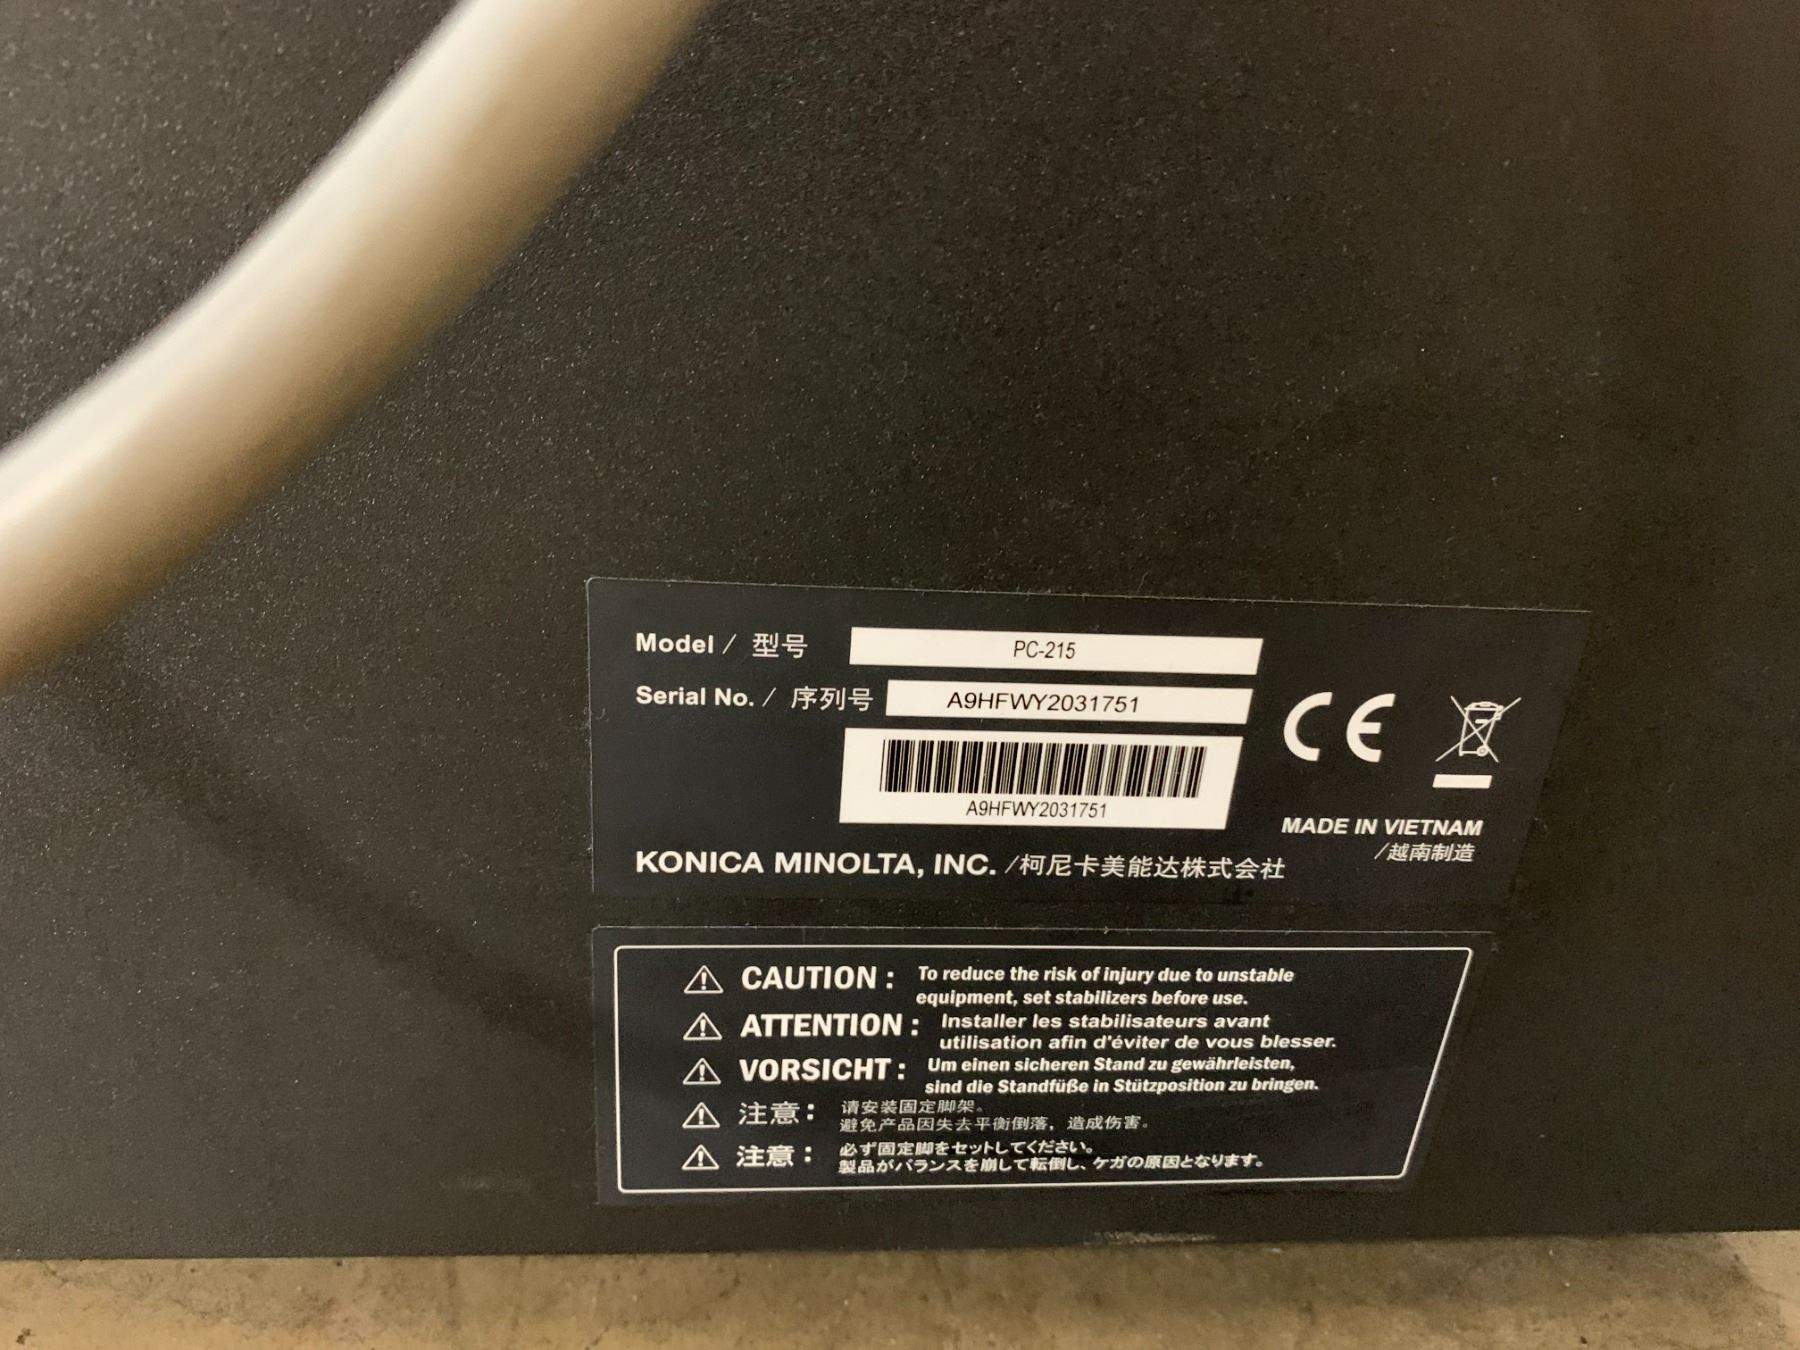 Model / 型号 PC-215
Serial No. / 序列号 A9HFWY2031751
A9HFWY2031751
MADE IN VIETNAM
/越南制造
KONICA MINOLTA, INC. /柯尼卡美能达株式会社
CAUTION : To reduce the risk of injury due to unstable
equipment, set stabilizers before use.
ATTENTION : Installer les stabilisateurs avant
utilisation afin d'éviter de vous blesser.
VORSICHT : Um einen sicheren Stand zu gewährleisten,
sind die Standfüße in Stützposition zu bringen.
注意： 请安装固定脚架。
避免产品因失去平衡倒落，造成伤害。
注意： 必ず固定脚をセットしてください。
製品がバランスを崩して転倒し、ケガの原因となります。